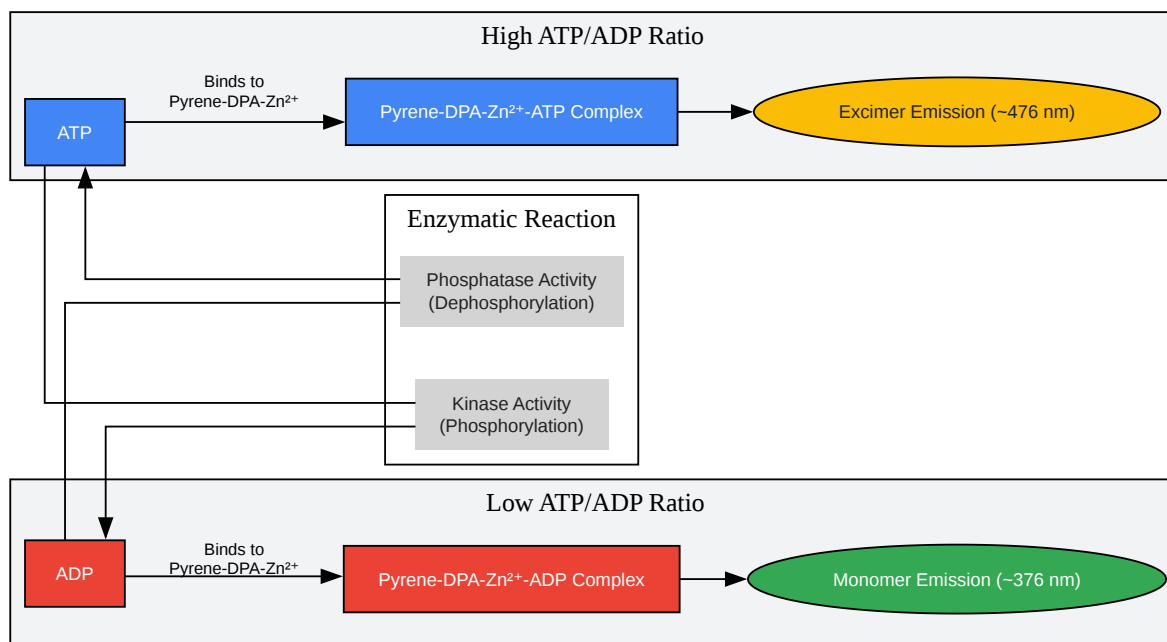 High ATP/ADP Ratio
Binds to
Pyrene-DPA-Zn²⁺
ATP
Pyrene-DPA-Zn²⁺-ATP Complex
Excimer Emission (~476 nm)
Enzymatic Reaction
Phosphatase Activity
(Dephosphorylation)
Kinase Activity
(Phosphorylation)
Low ATP/ADP Ratio
Binds to
Pyrene-DPA-Zn²⁺
ADP
Pyrene-DPA-Zn²⁺-ADP Complex
Monomer Emission (~376 nm)